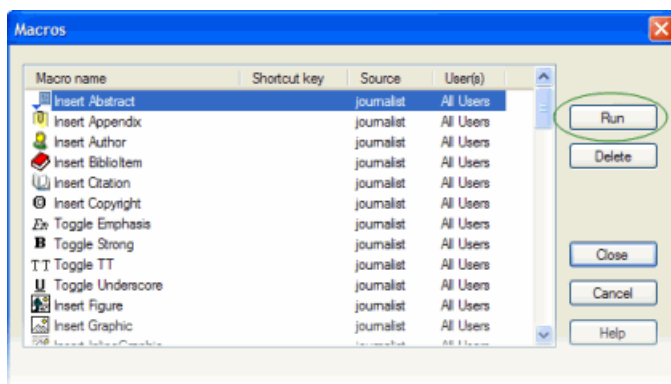 Macros
Macro name Shortcut key Source User(s)
Insert Abstract journalist All Users
Insert Appendix journalist All Users
Insert Author journalist All Users
Insert BiblioItem journalist All Users
Insert Citation journalist All Users
© Insert Copyright journalist All Users
Em Toggle Emphasis journalist All Users
B Toggle Strong journalist All Users
TT Toggle TT journalist All Users
U Toggle Underscore journalist All Users
Insert Figure journalist All Users
Insert Graphic journalist All Users
Run
Delete
Close
Cancel
Help